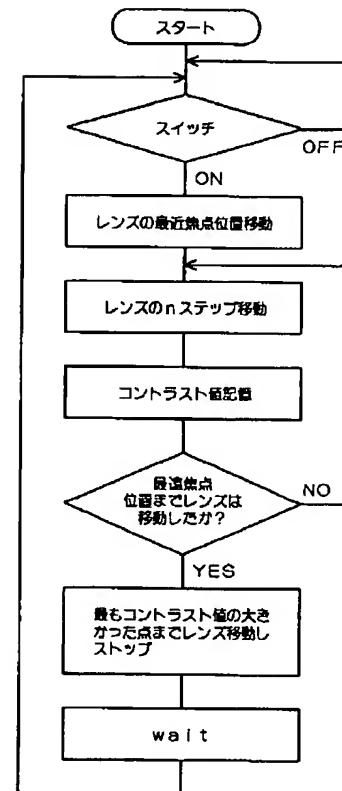 スタート
スイッチ
OFF
ON
レンズの最近焦点位置移動
レンズのnステップ移動
コントラスト値記憶
最遠焦点
位置までレンズは
移動したか?
NO
YES
最もコントラスト値の大き
かった点までレンズ移動し
ストップ
wait